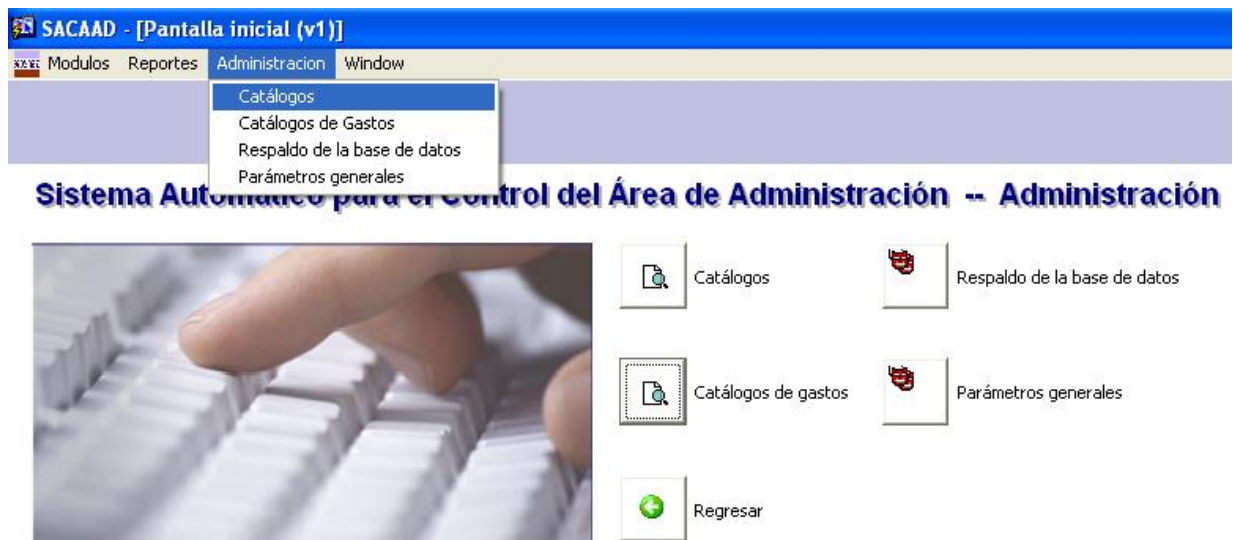 SACAAD - [Pantalla inicial (v1)]
Modulos Reportes Administracion Window
Catálogos
Catálogos de Gastos
Respaldo de la base de datos
Parámetros generales
Sistema Automático para el Control del Área de Administración -- Administración
Catálogos Respaldo de la base de datos
Catálogos de gastos Parámetros generales
Regresar